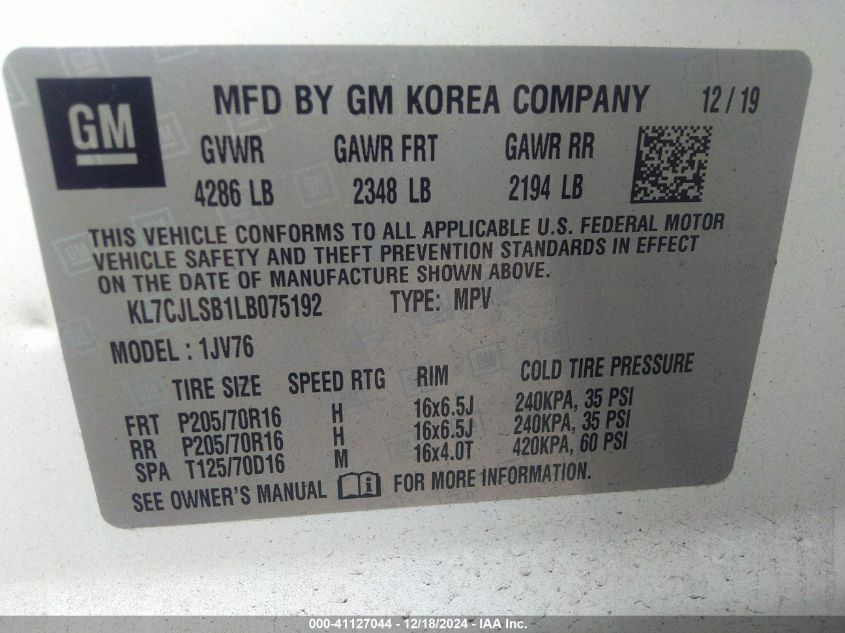 GM MFD BY GM KOREA COMPANY 12/19
GVWR GAWR FRT GAWR RR
4286 LB 2348 LB 2194 LB
THIS VEHICLE CONFORMS TO ALL APPLICABLE U.S. FEDERAL MOTOR
VEHICLE SAFETY AND THEFT PREVENTION STANDARDS IN EFFECT
ON THE DATE OF MANUFACTURE SHOWN ABOVE.
KL7CJLSB1LB075192 TYPE: MPV
MODEL : 1JV76
TIRE SIZE SPEED RTG RIM COLD TIRE PRESSURE
FRT P205/70R16 H 16x6.5J 240KPA, 35 PSI
RR P205/70R16 H 16x6.5J 240KPA, 35 PSI
SPA T125/70D16 M 16x4.0T 420KPA, 60 PSI
SEE OWNER'S MANUAL FOR MORE INFORMATION.
000-41127044 - 12/18/2024 - IAA Inc.